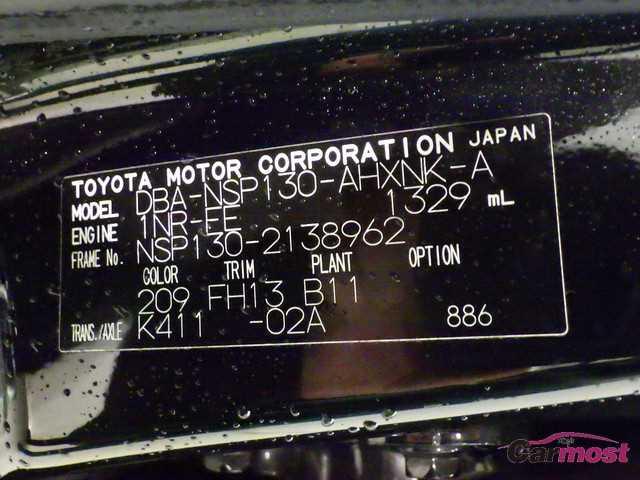 TOYOTA MOTOR CORPORATION JAPAN
MODEL DBA-NSP130-AHXNK-A
ENGINE 1NR-EE 1329 mL
FRAME No. NSP130-2138962
COLOR TRIM PLANT OPTION
209 FH13 B11
TRANS./AXLE K411 -02A 886
Carmost